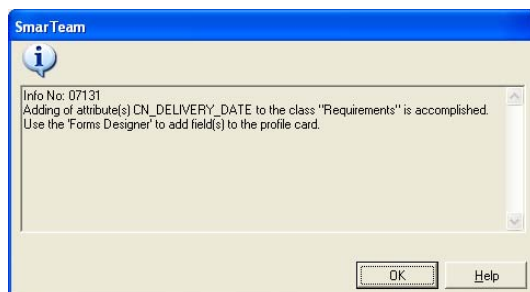 SmarTeam
Info No: 07131
Adding of attribute(s) CN_DELIVERY_DATE to the class "Requirements" is accomplished.
Use the 'Forms Designer' to add field(s) to the profile card.
OK
Help